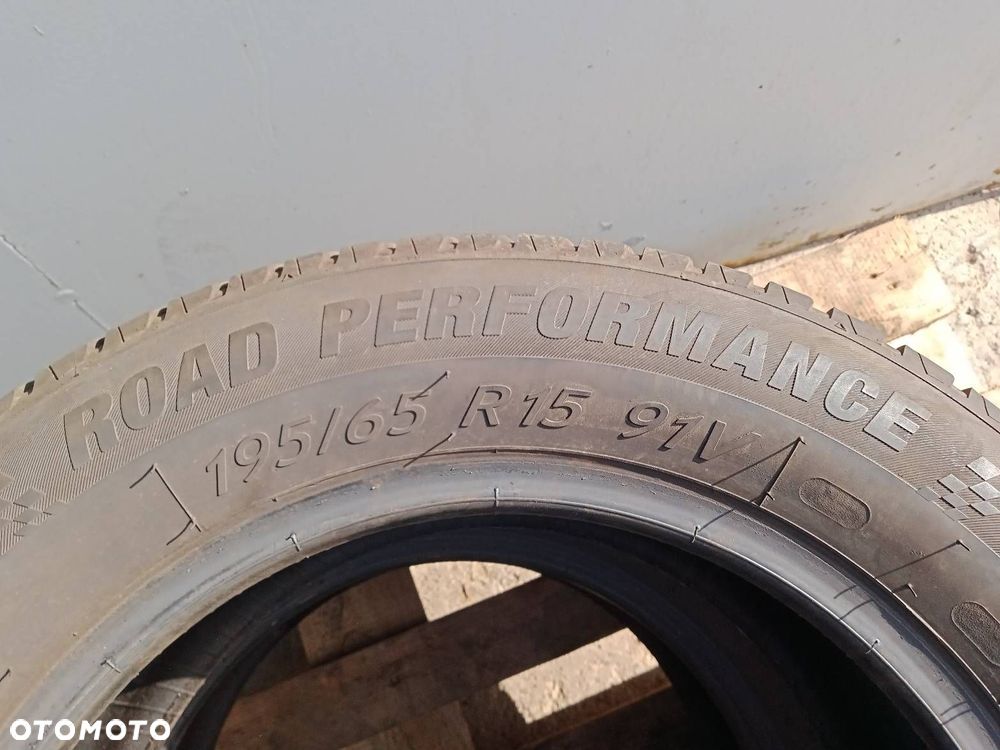 ROAD PERFORMANCE
195/65 R15 91V
OTOMOTO